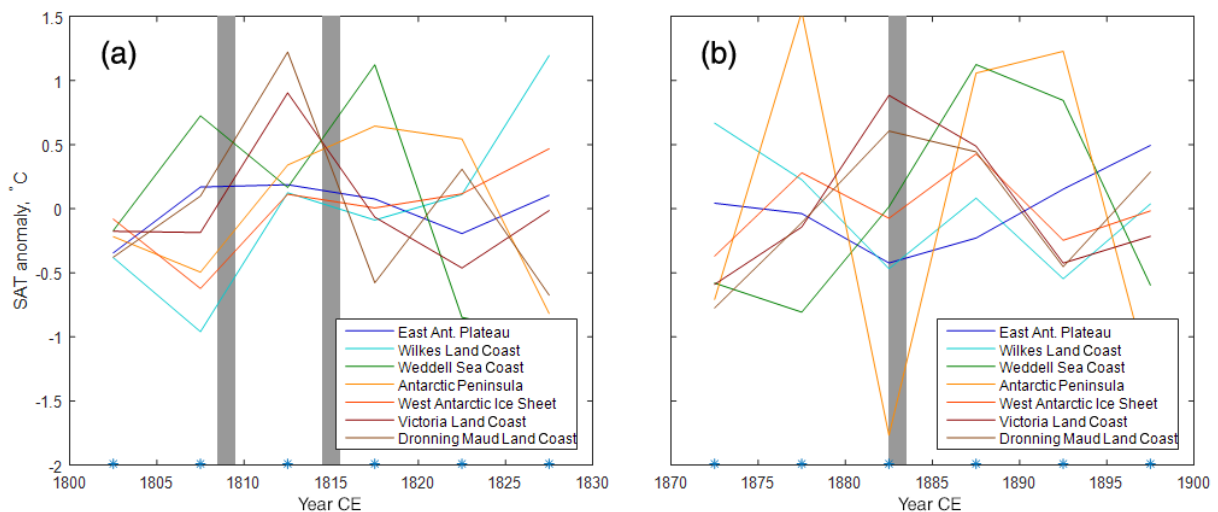 (a)
SAT anomaly, °C
1.5
1
0.5
0
-0.5
-1
-1.5
-2
East Ant. Plateau
Wilkes Land Coast
Weddell Sea Coast
Antarctic Peninsula
West Antarctic Ice Sheet
Victoria Land Coast
Dronning Maud Land Coast
1800 1805 1810 1815 1820 1825 1830
Year CE
(b)
East Ant. Plateau
Wilkes Land Coast
Weddell Sea Coast
Antarctic Peninsula
West Antarctic Ice Sheet
Victoria Land Coast
Dronning Maud Land Coast
1870 1875 1880 1885 1890 1895 1900
Year CE